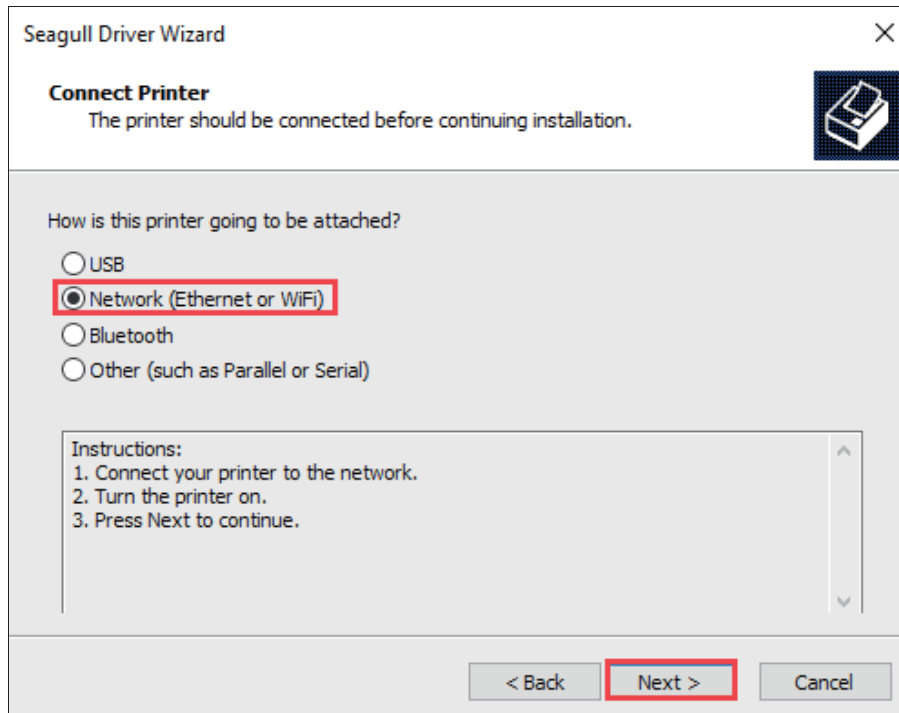 Seagull Driver Wizard
Connect Printer
The printer should be connected before continuing installation.
How is this printer going to be attached?
USB
Network (Ethernet or WiFi)
Bluetooth
Other (such as Parallel or Serial)
Instructions:
1. Connect your printer to the network.
2. Turn the printer on.
3. Press Next to continue.
< Back Next > Cancel